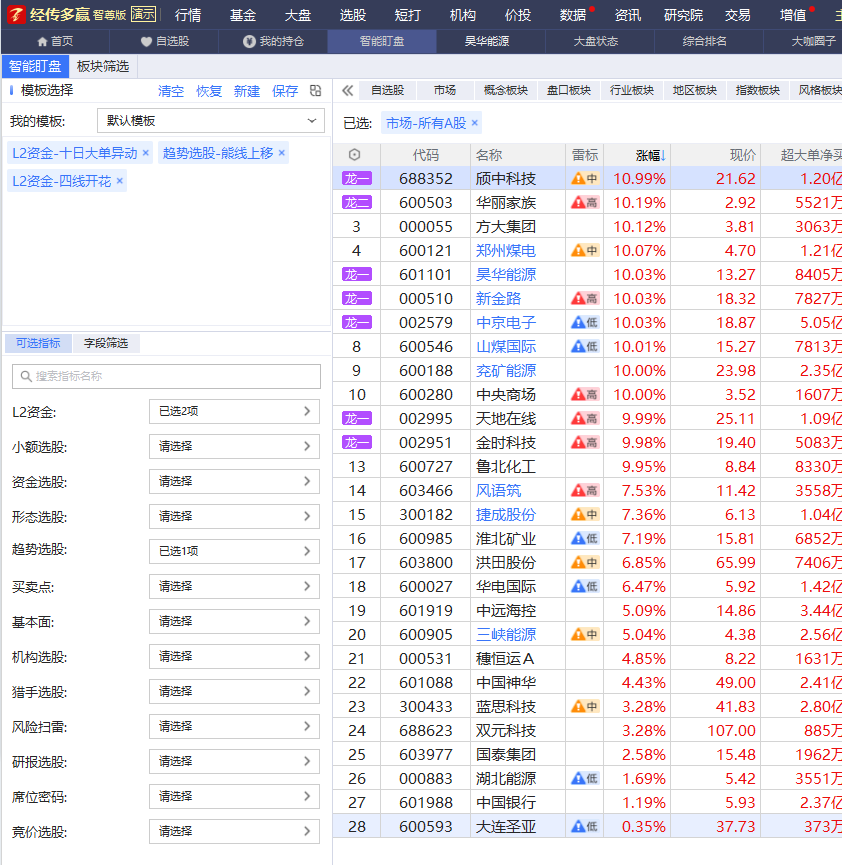 经传多赢 智尊版 演示 行情 基金 大盘 选股 短打 机构 价投 数据 资讯 研究院 交易 增值
首页 自选股 我的持仓 智能盯盘 昊华能源 大盘状态 综合排名 大咖圈子
智能盯盘 板块筛选
模板选择 清空 恢复 新建 保存 自选股 市场 概念板块 盘口板块 行业板块 地区板块 指数板块 风格板块
我的模板: 默认模板 已选: 市场-所有A股 ×
L2资金-十日大单异动 × 趋势选股-能线上移 ×
L2资金-四线开花 ×
代码 名称 雷标 涨幅↓ 现价 超大单净买
龙一 688352 颀中科技 中 10.99% 21.62 1.20亿
龙二 600503 华丽家族 高 10.19% 2.92 5521万
3 000055 方大集团 10.12% 3.81 3063万
4 600121 郑州煤电 中 10.07% 4.70 1.21亿
龙一 601101 昊华能源 10.03% 13.27 8405万
龙一 000510 新金路 高 10.03% 18.32 7827万
龙一 002579 中京电子 低 10.03% 18.87 5.05亿
8 600546 山煤国际 低 10.01% 15.27 7813万
9 600188 兖矿能源 10.00% 23.98 2.35亿
10 600280 中央商场 高 10.00% 3.52 1607万
龙一 002995 天地在线 高 9.99% 25.11 1.09亿
龙一 002951 金时科技 高 9.98% 19.40 5083万
13 600727 鲁北化工 9.95% 8.84 8330万
14 603466 风语筑 高 7.53% 11.42 3558万
15 300182 捷成股份 中 7.36% 6.13 1.04亿
16 600985 淮北矿业 低 7.19% 15.81 6852万
17 603800 洪田股份 中 6.85% 65.99 7406万
18 600027 华电国际 低 6.47% 5.92 1.42亿
19 601919 中远海控 5.09% 14.86 3.44亿
20 600905 三峡能源 中 5.04% 4.38 2.56亿
21 000531 穗恒运A 4.85% 8.22 1631万
22 601088 中国神华 4.43% 49.00 2.41亿
23 300433 蓝思科技 中 3.28% 41.83 2.80亿
24 688623 双元科技 3.28% 107.00 885万
25 603977 国泰集团 2.58% 15.48 1962万
26 000883 湖北能源 低 1.69% 5.42 3551万
27 601988 中国银行 1.19% 5.93 2.37亿
28 600593 大连圣亚 低 0.35% 37.73 373万
可选指标 字段筛选
搜索指标名称
L2资金: 已选2项
小额选股: 请选择
资金选股: 请选择
形态选股: 请选择
趋势选股: 已选1项
买卖点: 请选择
基本面: 请选择
机构选股: 请选择
猎手选股: 请选择
风险扫雷: 请选择
研报选股: 请选择
席位密码: 请选择
竞价选股: 请选择